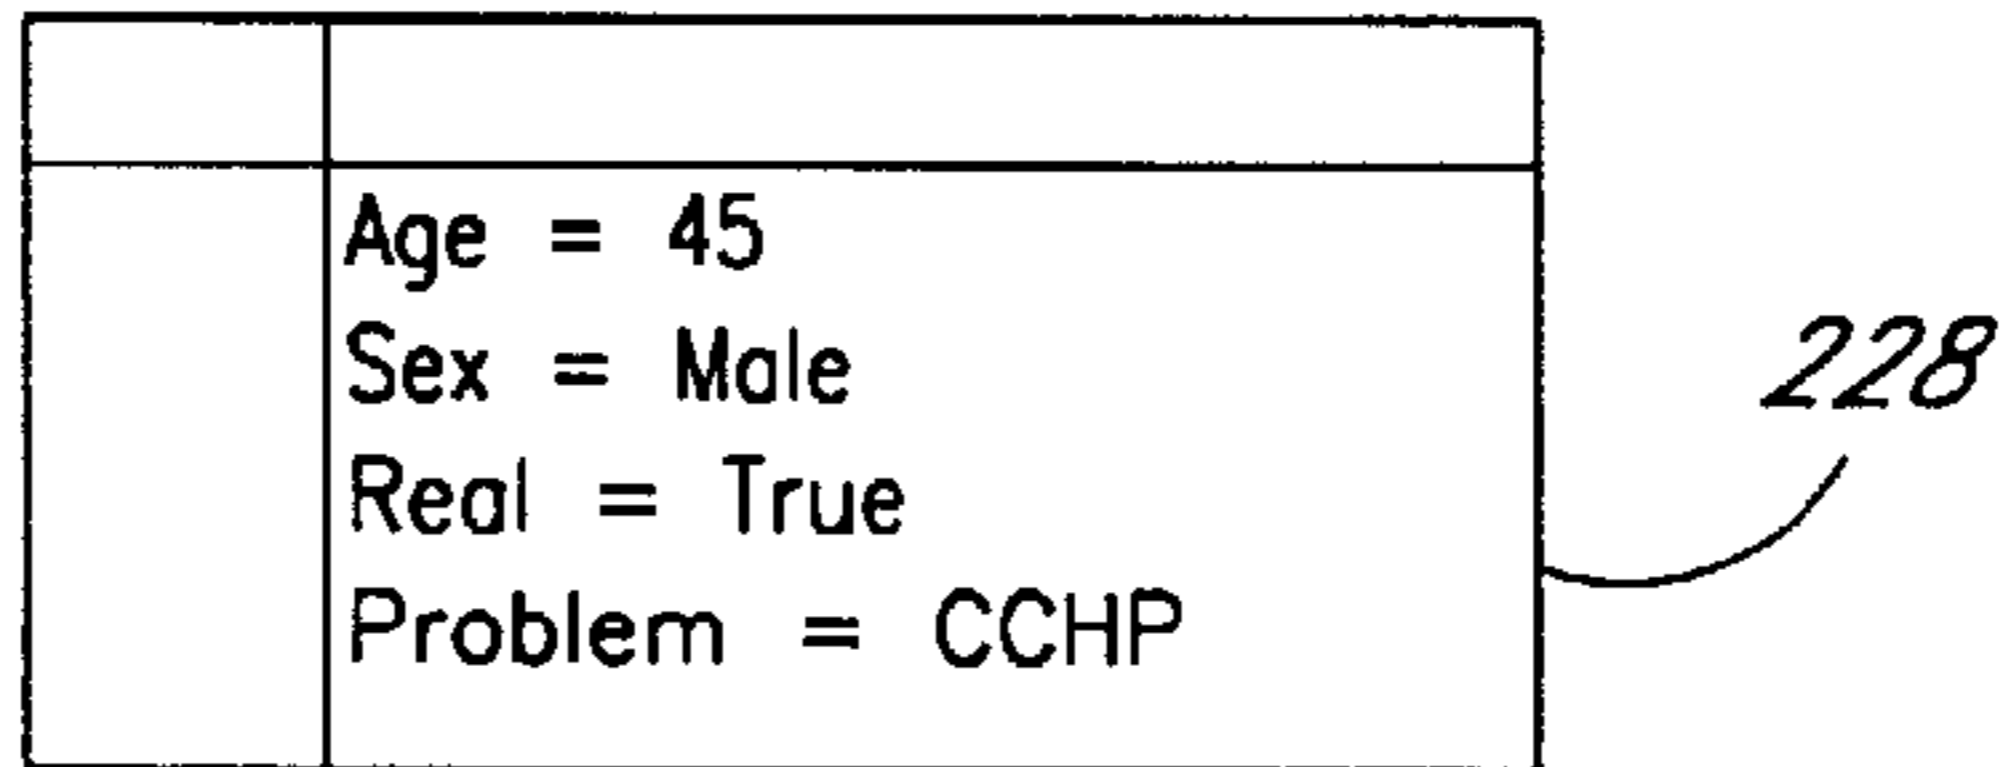 Age = 45
Sex = Male
Real = True
Problem = CCHP
228